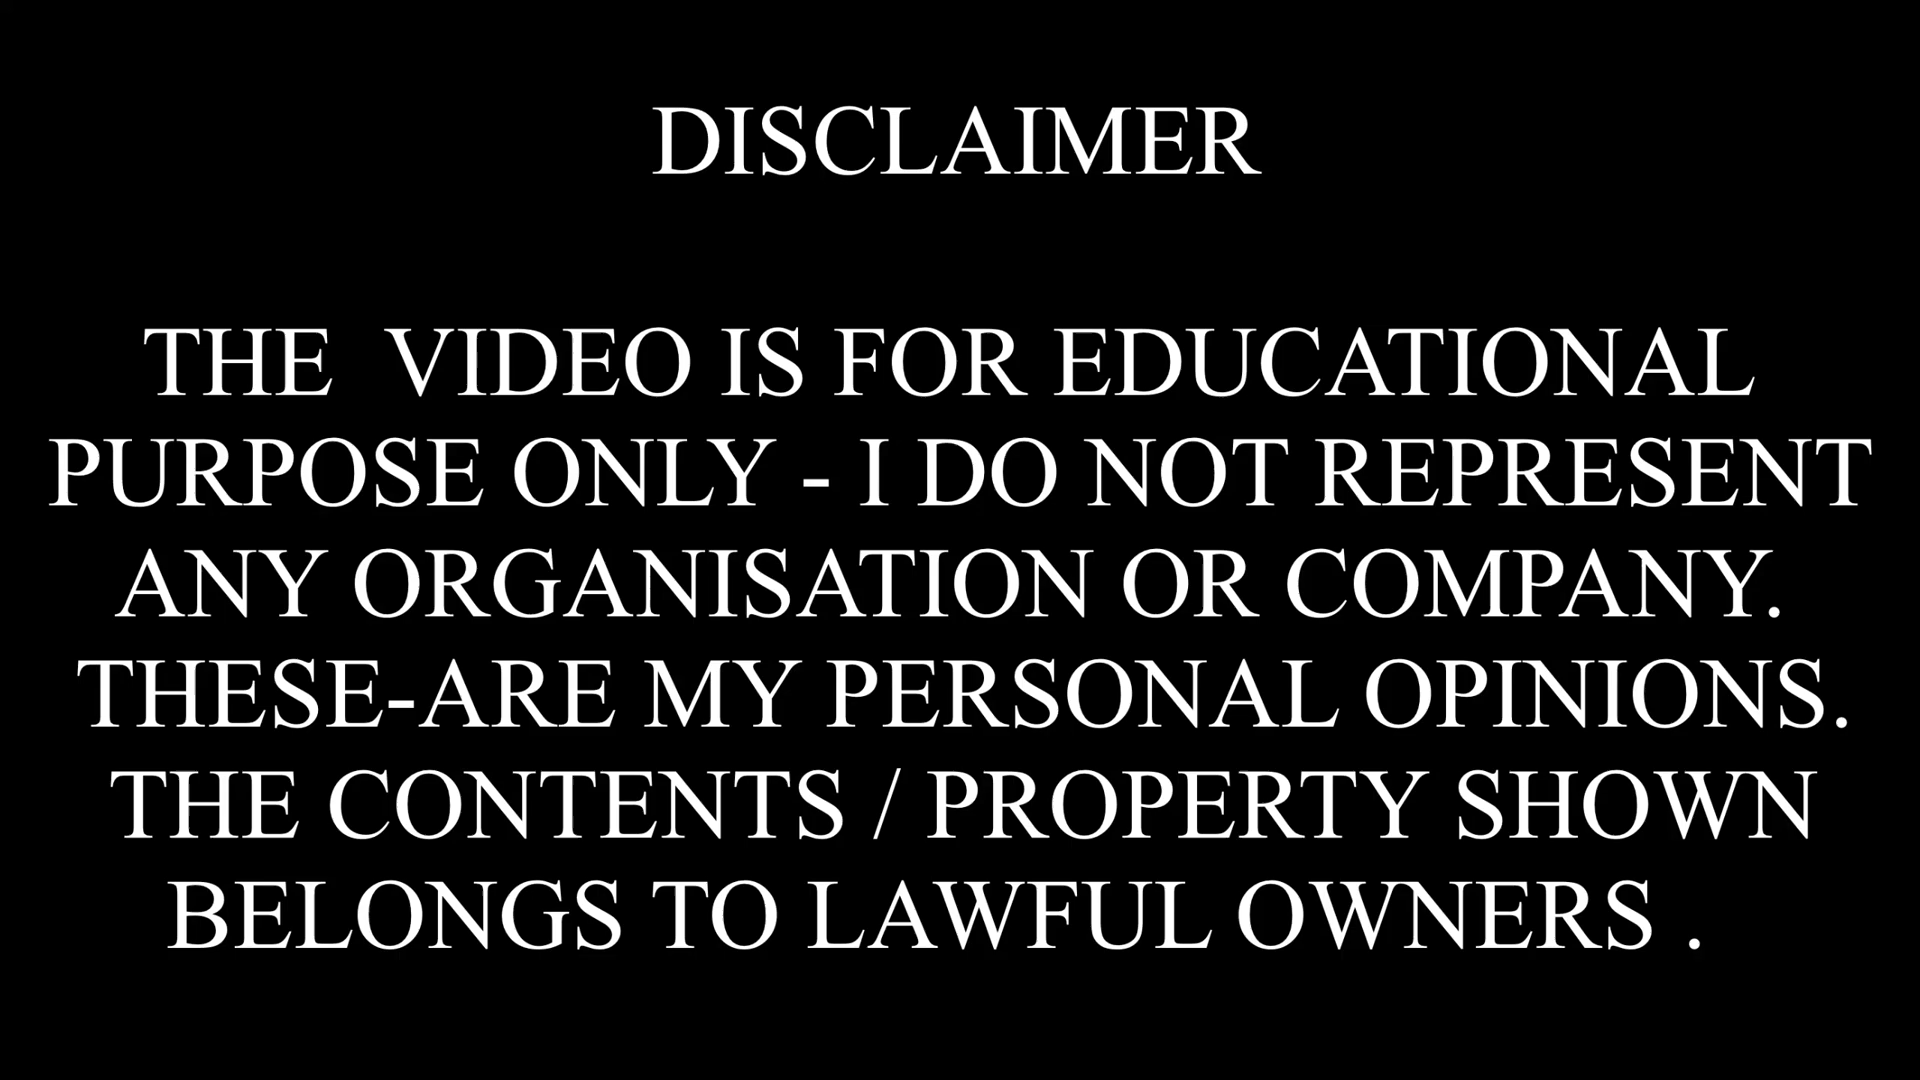 DISCLAIMER
THE  VIDEO IS FOR EDUCATIONAL
PURPOSE ONLY - I DO NOT REPRESENT
ANY ORGANISATION OR COMPANY.
THESE-ARE MY PERSONAL OPINIONS.
THE CONTENTS / PROPERTY SHOWN
BELONGS TO LAWFUL OWNERS .